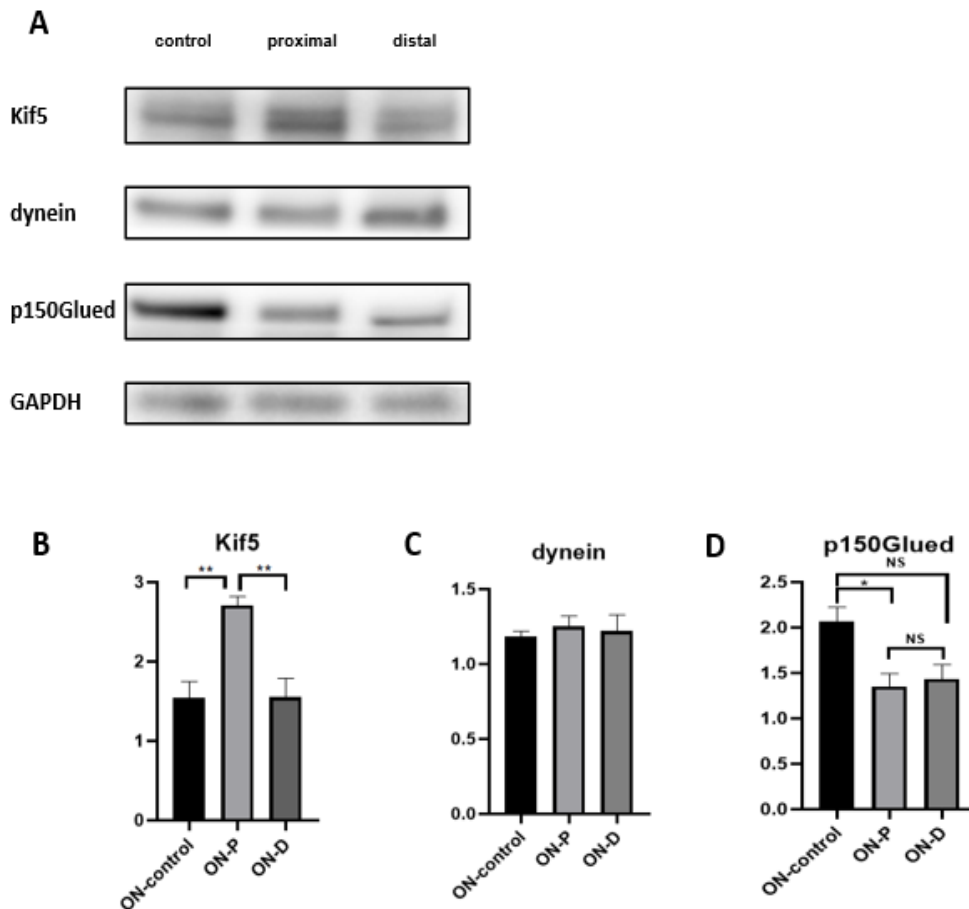 A
control proximal distal
Kif5
dynein
p150Glued
GAPDH
B
Kif5
** **
3
2
1
0
ON-control ON-P ON-D
C
dynein
1.5
1.0
0.5
0.0
ON-control ON-P ON-D
D
p150Glued
NS
*
NS
2.5
2.0
1.5
1.0
0.5
0.0
ON-control ON-P ON-D